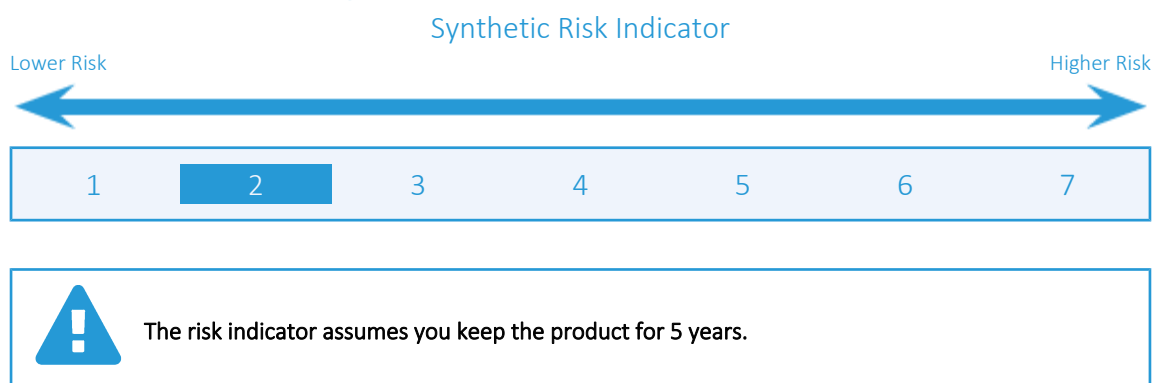 Synthetic Risk Indicator
Lower Risk Higher Risk
1 2 3 4 5 6 7
The risk indicator assumes you keep the product for 5 years.